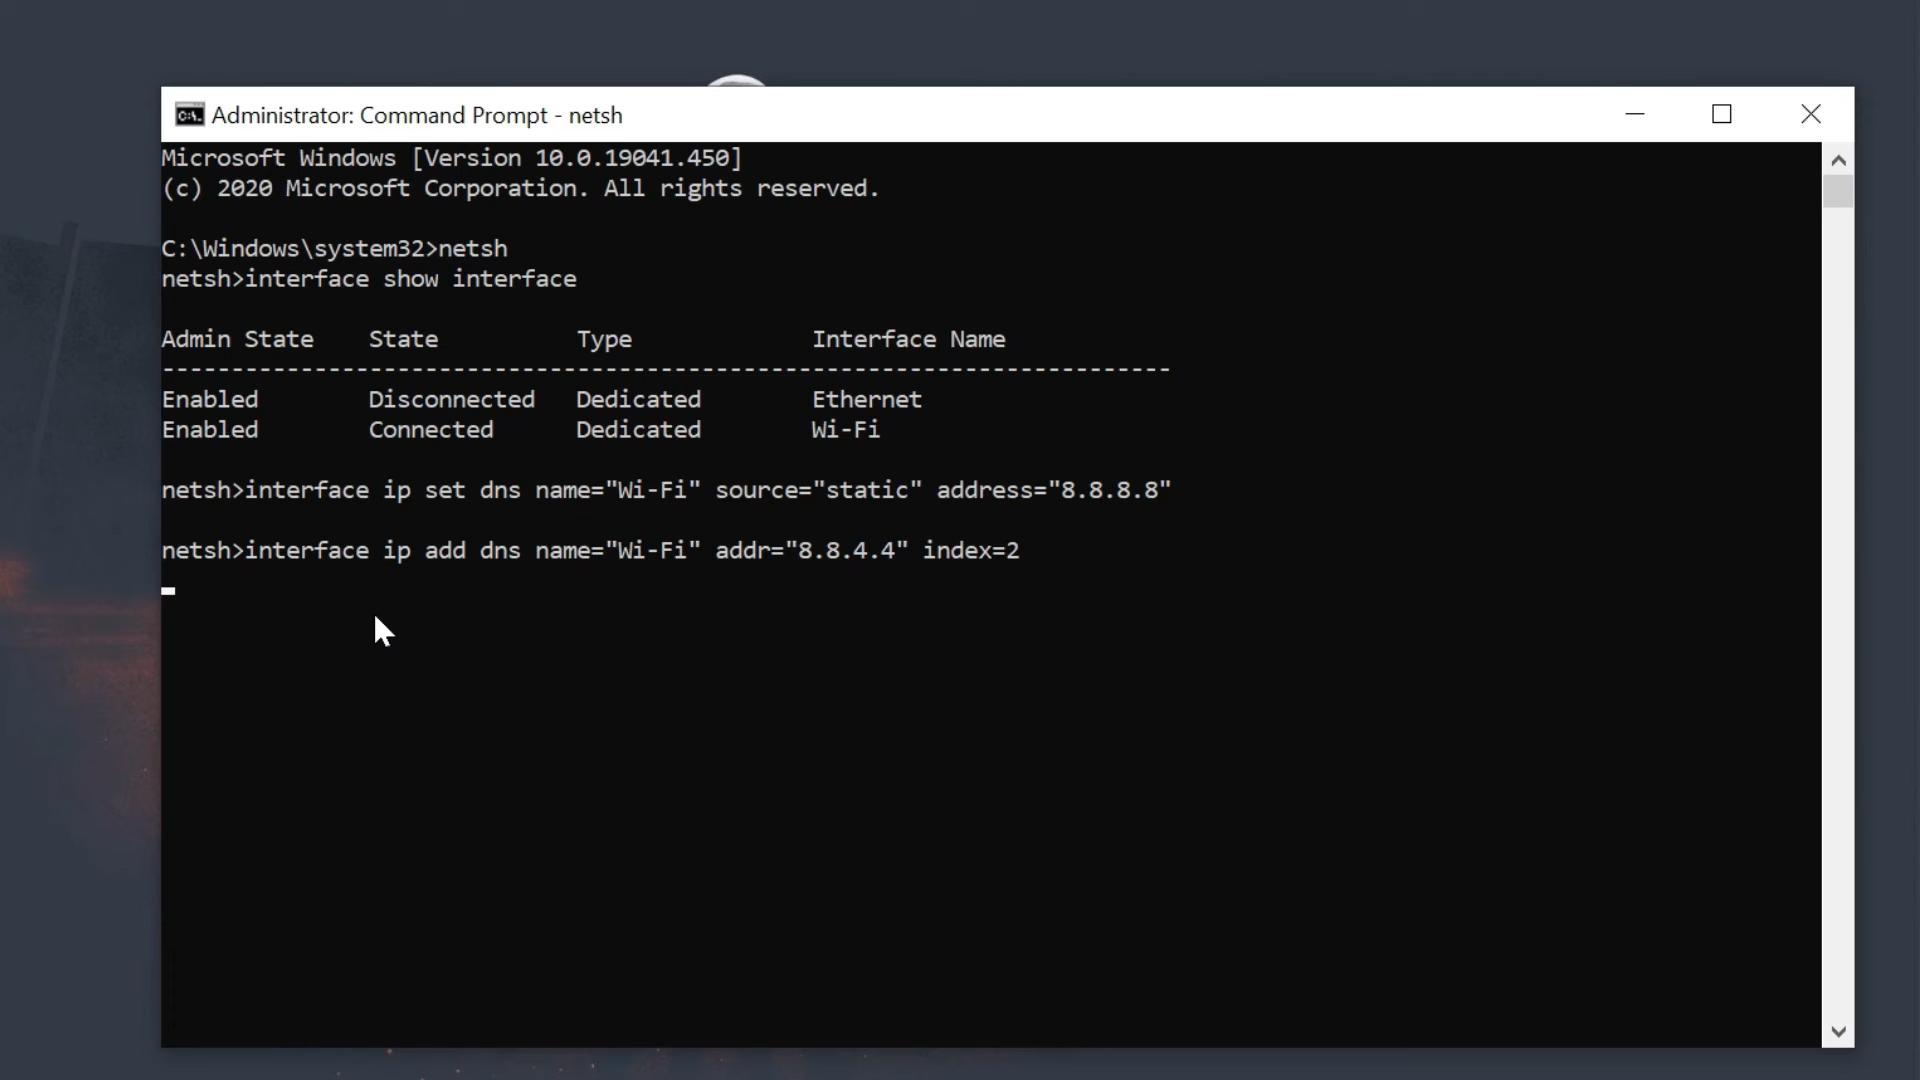 Administrator: Command Prompt - netsh
Microsoft Windows [Version 10.0.19041.450]
(c) 2020 Microsoft Corporation. All rights reserved.
C:\Windows\system32>netsh
netsh>interface show interface
Admin State    State          Type             Interface Name
-------------------------------------------------------------------------
Enabled        Disconnected   Dedicated        Ethernet
Enabled        Connected      Dedicated        Wi-Fi
netsh>interface ip set dns name="Wi-Fi" source="static" address="8.8.8.8"
netsh>interface ip add dns name="Wi-Fi" addr="8.8.4.4" index=2